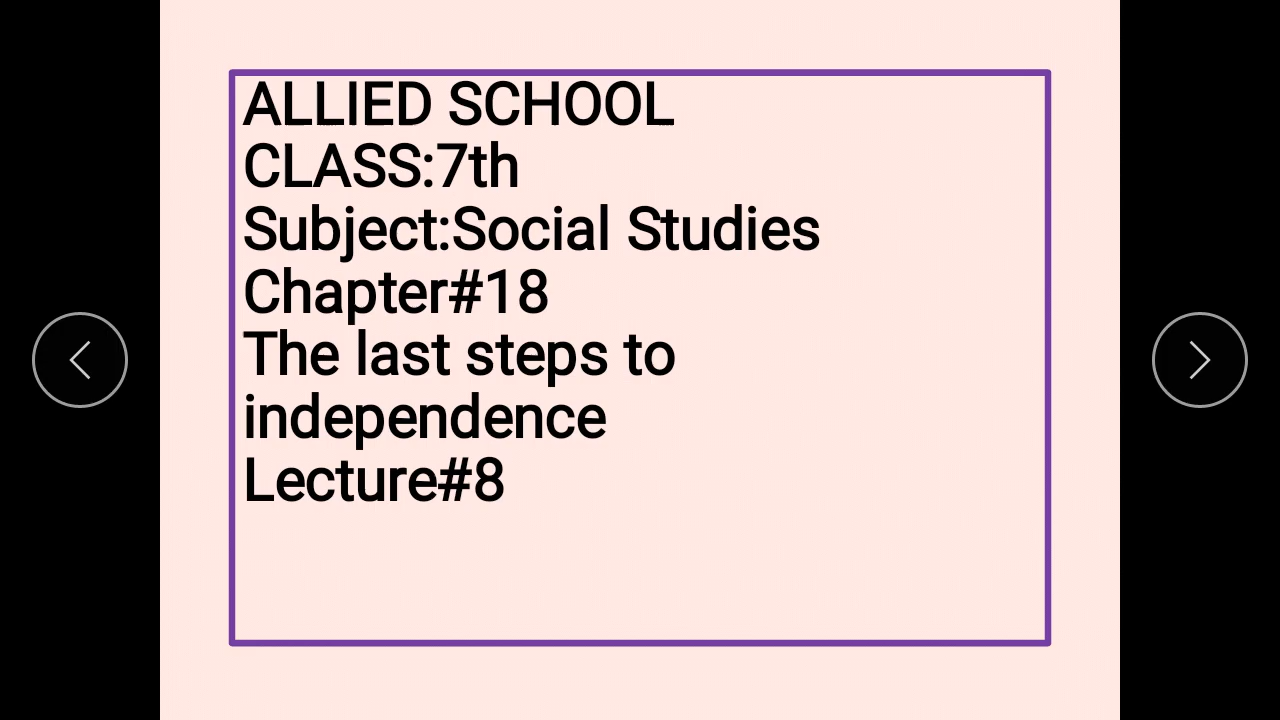 ALLIED SCHOOL
CLASS:7th
Subject:Social Studies
Chapter#18
The last steps to
independence
Lecture#8